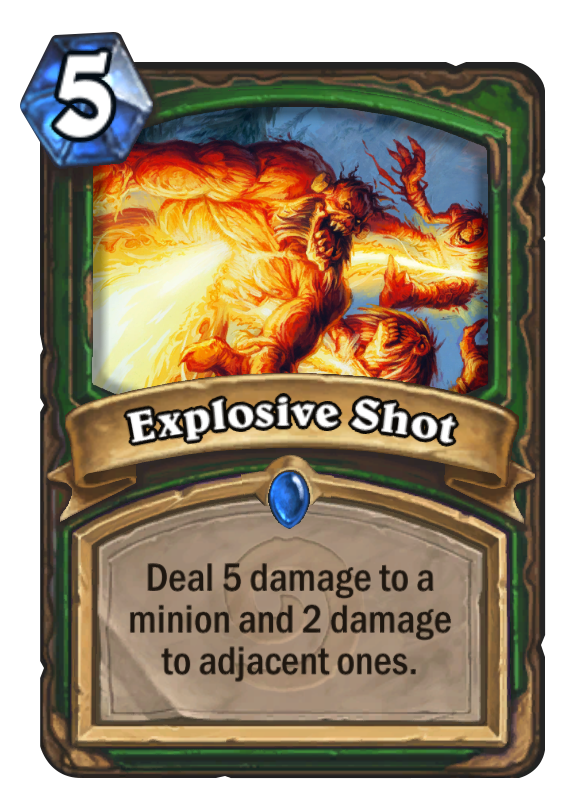 5
Explosive Shot
Deal 5 damage to a
minion and 2 damage
to adjacent ones.